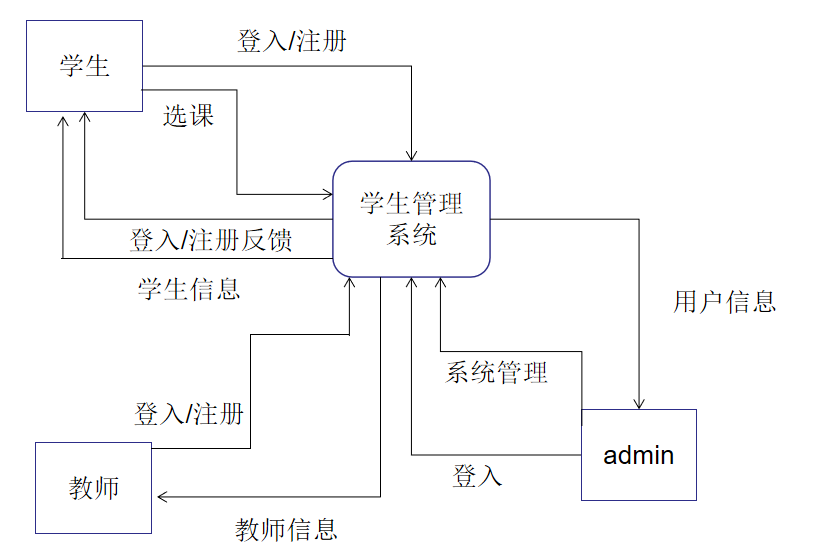 登入/注册
学生
选课
学生管理
系统
登入/注册反馈
学生信息
用户信息
系统管理
登入/注册
admin
登入
教师
教师信息